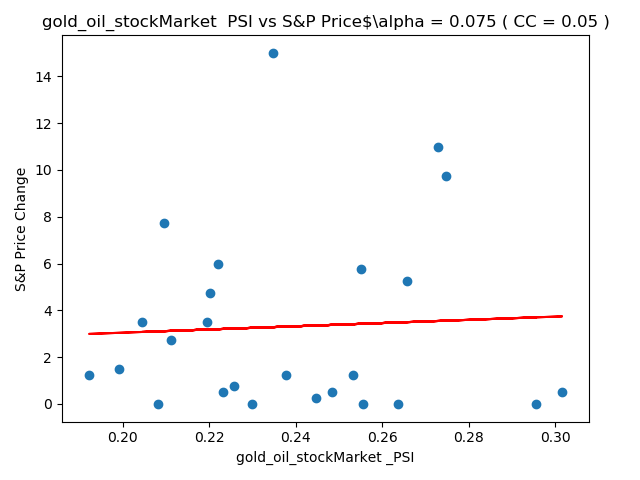 gold_oil_stockMarket  PSI vs S&P Price$\alpha = 0.075 ( CC = 0.05 )
14
12
10
8
6
4
2
0
S&P Price Change
0.20 0.22 0.24 0.26 0.28 0.30
gold_oil_stockMarket _PSI